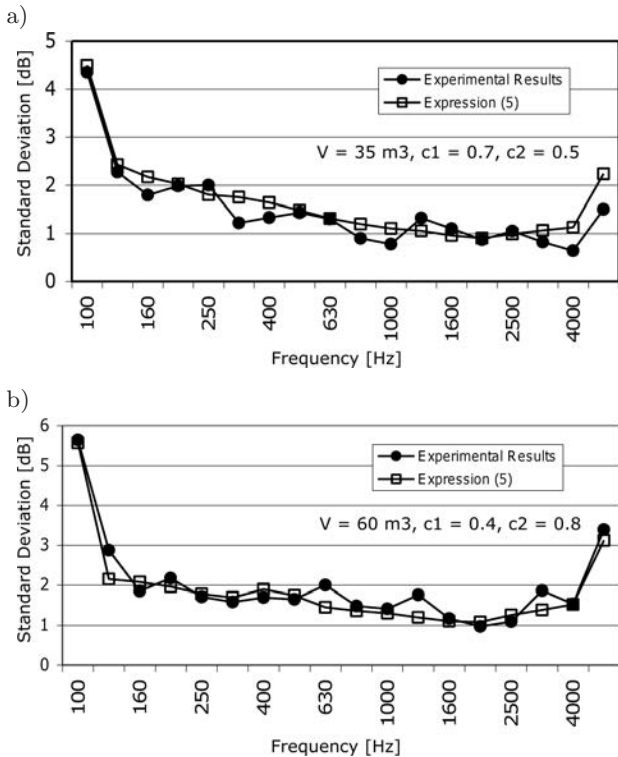 a)
5
4
3
2
1
0
Standard Deviation [dB]
Experimental Results
Expression (5)
V = 35 m3, c1 = 0.7, c2 = 0.5
100
160
250
400
630
1000
1600
2500
4000
Frequency [Hz]
b)
6
5
4
3
2
1
0
Standard Deviation [dB]
Experimental Results
Expression (5)
V = 60 m3, c1 = 0.4, c2 = 0.8
100
160
250
400
630
1000
1600
2500
4000
Frequency [Hz]